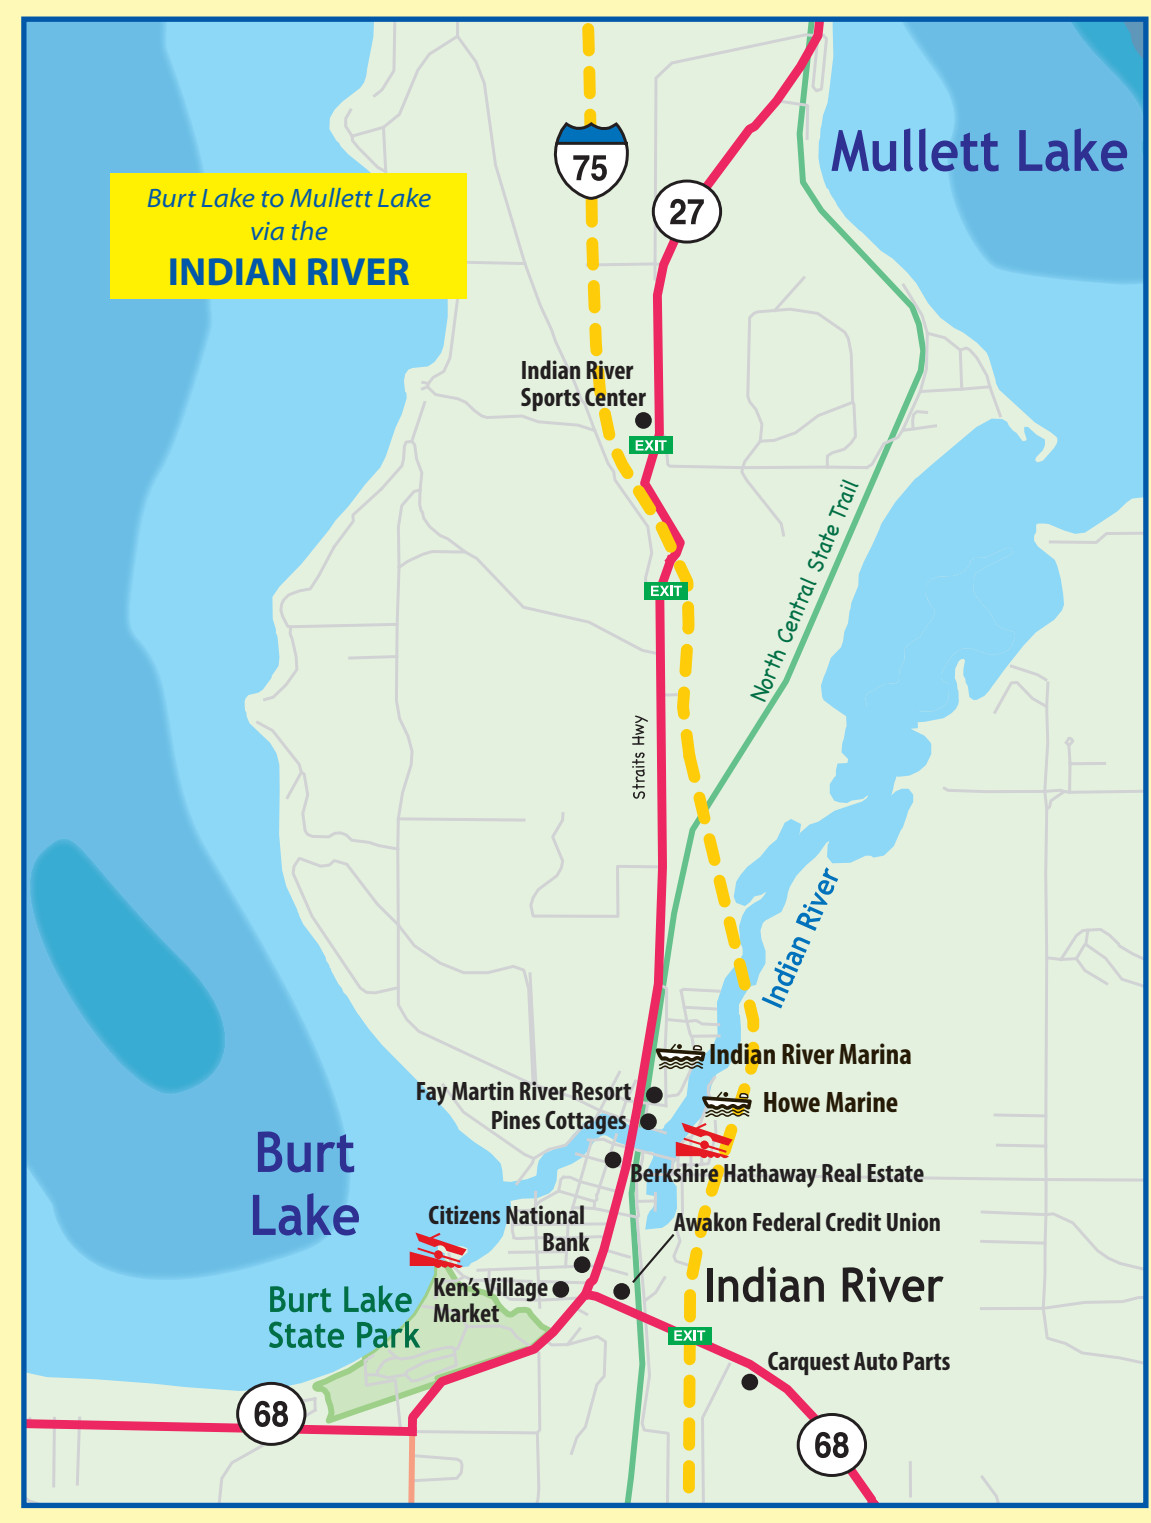 Mullett Lake
75
Burt Lake to Mullett Lake
via the
INDIAN RIVER
27
Indian River
Sports Center
EXIT
North Central State Trail
EXIT
Straits Hwy
Indian River
Indian River Marina
Fay Martin River Resort
Howe Marine
Pines Cottages
Burt
Lake
Berkshire Hathaway Real Estate
Citizens National
Bank
Awakon Federal Credit Union
Ken's Village
Market
Indian River
Burt Lake
State Park
EXIT
Carquest Auto Parts
68
68